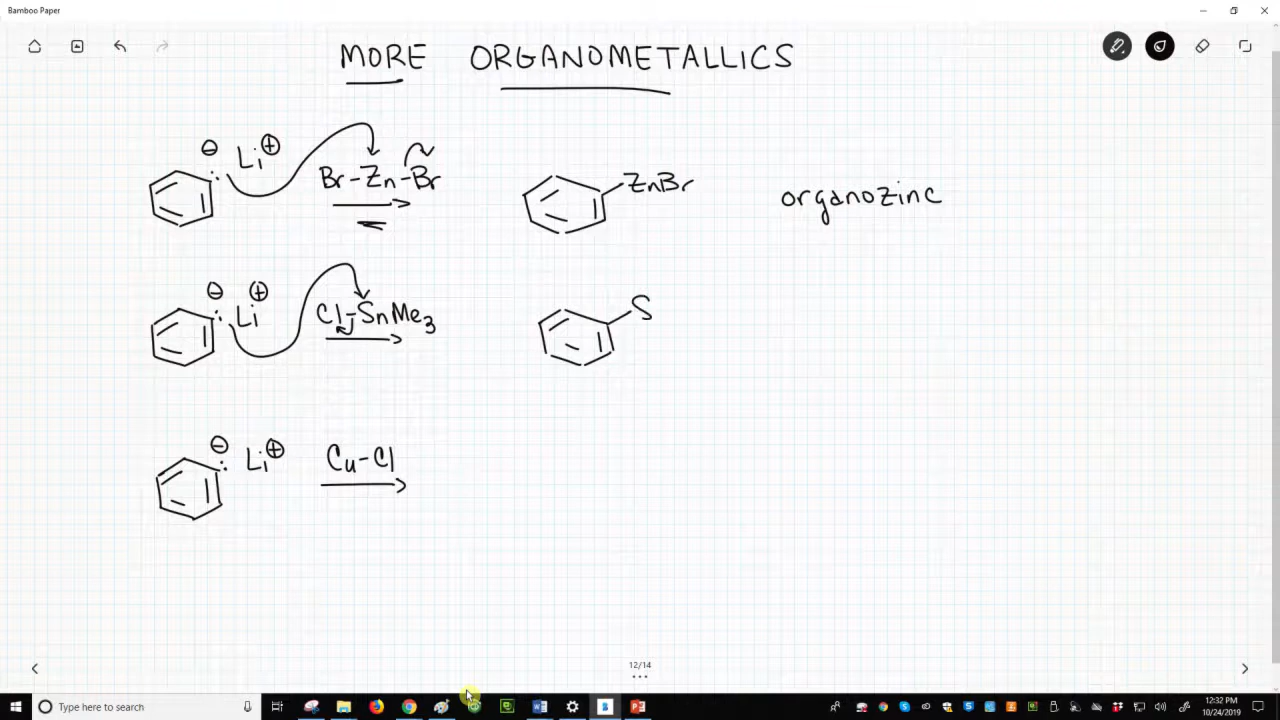 Bamboo Paper
MORE ORGANOMETALLICS
⊖ Li⊕ Br-Zn-Br ZnBr organozinc
⊖ Li⊕ Cl-SnMe3 S
⊖ Li⊕ Cu-Cl
12/14
Type here to search
12:32 PM
10/24/2019